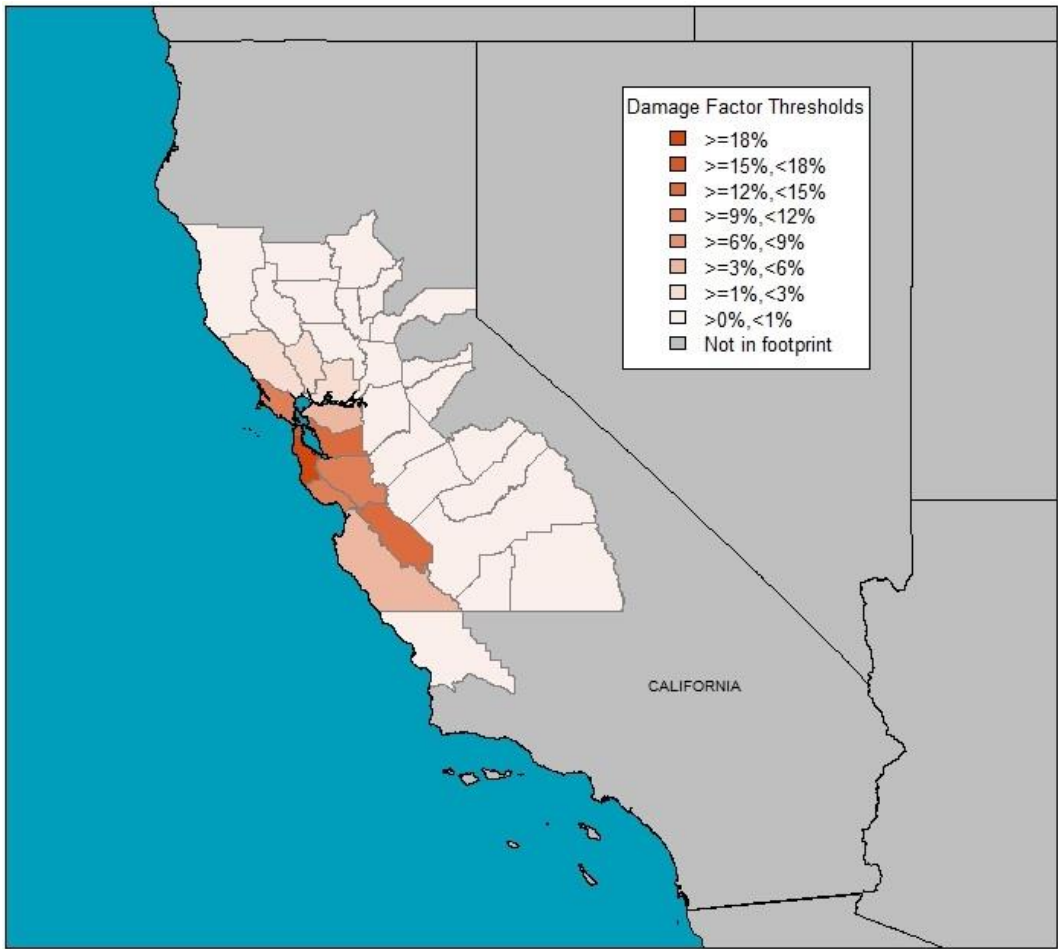 Damage Factor Thresholds
>=18%
>=15%,<18%
>=12%,<15%
>=9%,<12%
>=6%,<9%
>=3%,<6%
>=1%,<3%
>0%,<1%
Not in footprint
CALIFORNIA